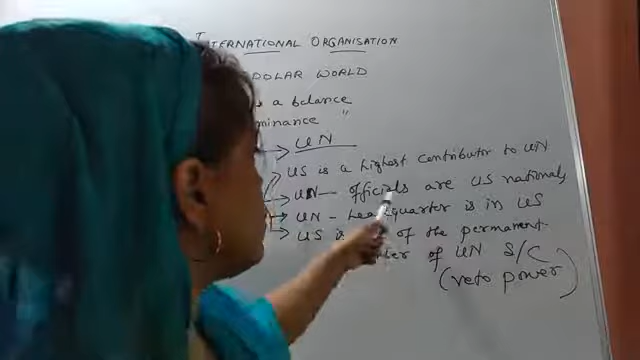 INTERNATIONAL ORGANISATION
POLAR WORLD
a balance
"
→ UN
US is a highest contributor to UN
→ UN — officials are US nationals
→ UN - headquarter is in US
→ US is of the permanent
of UN S/C
(veto power)